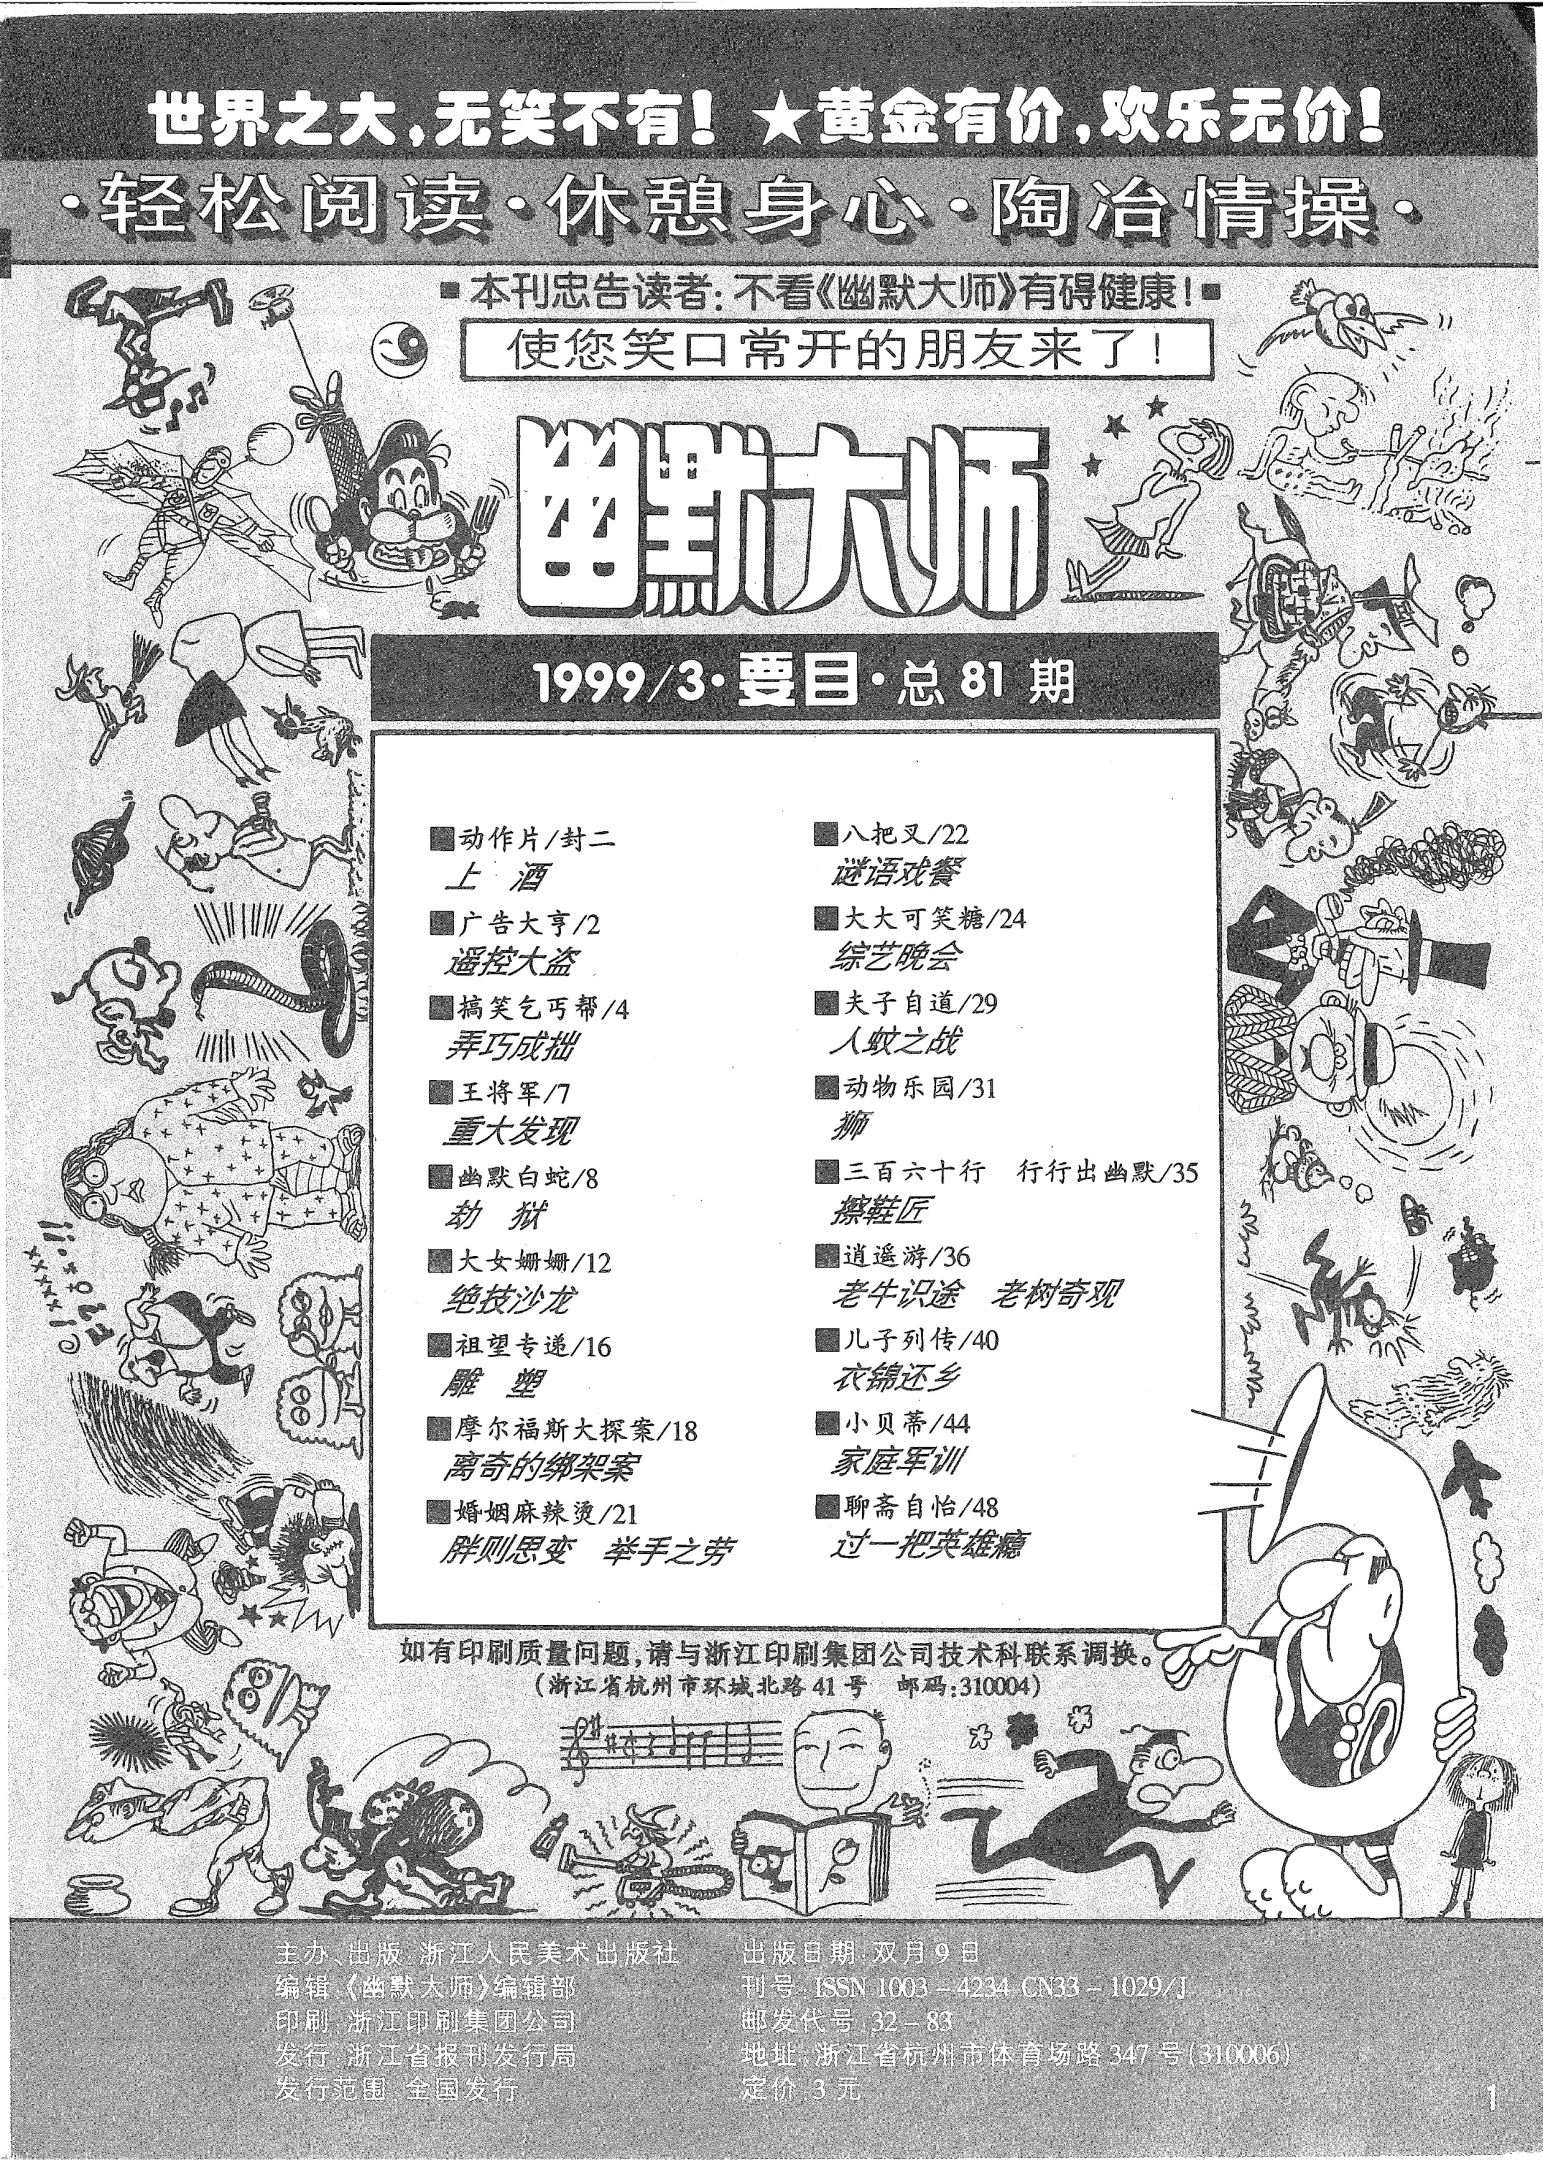 世界之大,无笑不有! ★黄金有价,欢乐无价!
·轻松阅读·休憩身心·陶冶情操·
■本刊忠告读者:不看《幽默大师》有碍健康!■
使您笑口常开的朋友来了!
幽默大师
1999/3·要目·总81期
■动作片/封二
上 酒
■广告大亨/2
遥控大盗
■搞笑乞丐帮/4
弄巧成拙
■王将军/7
重大发现
■幽默白蛇/8
劫 狱
■大女姗姗/12
绝技沙龙
■祖望专递/16
雕 塑
■摩尔福斯大探案/18
离奇的绑架案
■婚姻麻辣烫/21
胖则思变 举手之劳
■八把叉/22
谜语戏餐
■大大可笑糖/24
综艺晚会
■夫子自道/29
人蚊之战
■动物乐园/31
狮
■三百六十行 行行出幽默/35
擦鞋匠
■逍遥游/36
老牛识途 老树奇观
■儿子列传/40
衣锦还乡
■小贝蒂/44
家庭军训
■聊斋自怡/48
过一把英雄瘾
如有印刷质量问题,请与浙江印刷集团公司技术科联系调换。
(浙江省杭州市环城北路41号 邮码:310004)
主办、出版:浙江人民美术出版社
编辑:《幽默大师》编辑部
印刷:浙江印刷集团公司
发行:浙江省报刊发行局
发行范围:全国发行
出版日期:双月9日
刊号:ISSN 1003-4234 CN33-1029/J
邮发代号:32-83
地址:浙江省杭州市体育场路347号(310006)
定价:3元
1